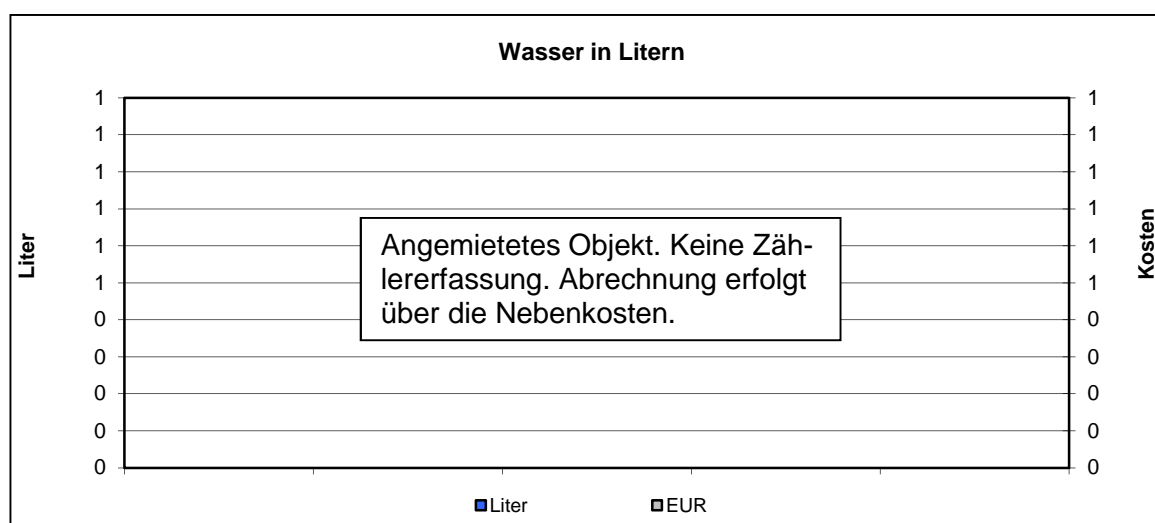 Wasser in Litern
1 1
1 1
1 1
1 1
1 1
1 1
0 0
0 0
0 0
0 0
0 0
Liter
Kosten
Angemietetes Objekt. Keine Zäh-
lererfassung. Abrechnung erfolgt
über die Nebenkosten.
Liter EUR